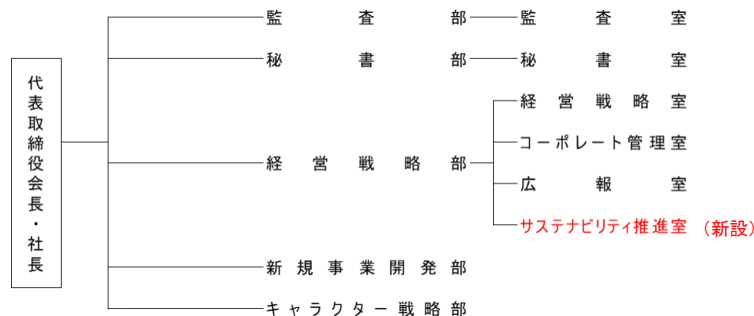 代表取締役会長・社長
監査部 監査室
秘書部 秘書室
経営戦略部
経営戦略室
コーポレート管理室
広報室
サステナビリティ推進室 (新設)
新規事業開発部
キャラクター戦略部